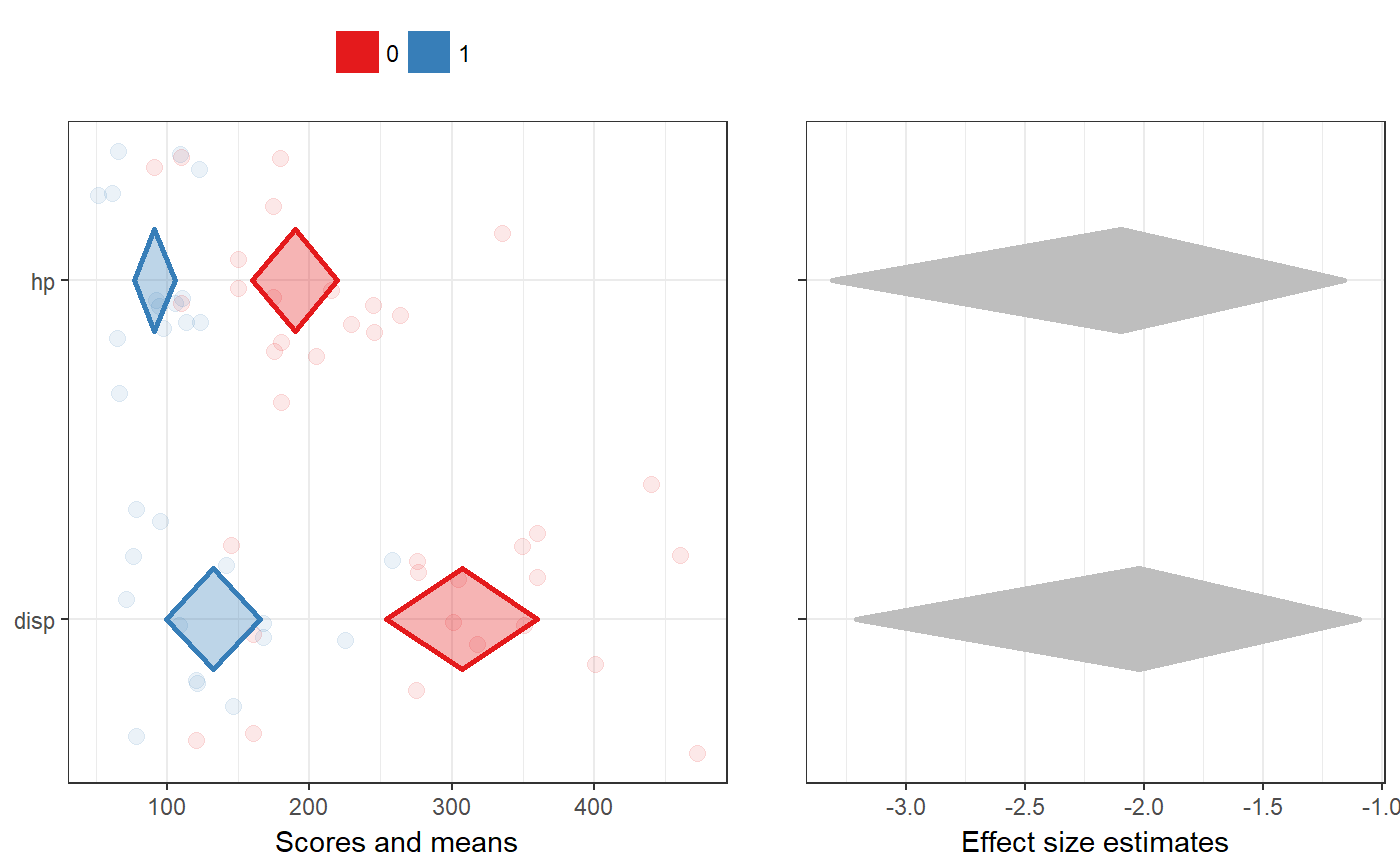 0 1
hp
disp
100 200 300 400
-3.0 -2.5 -2.0 -1.5 -1.0
Scores and means
Effect size estimates